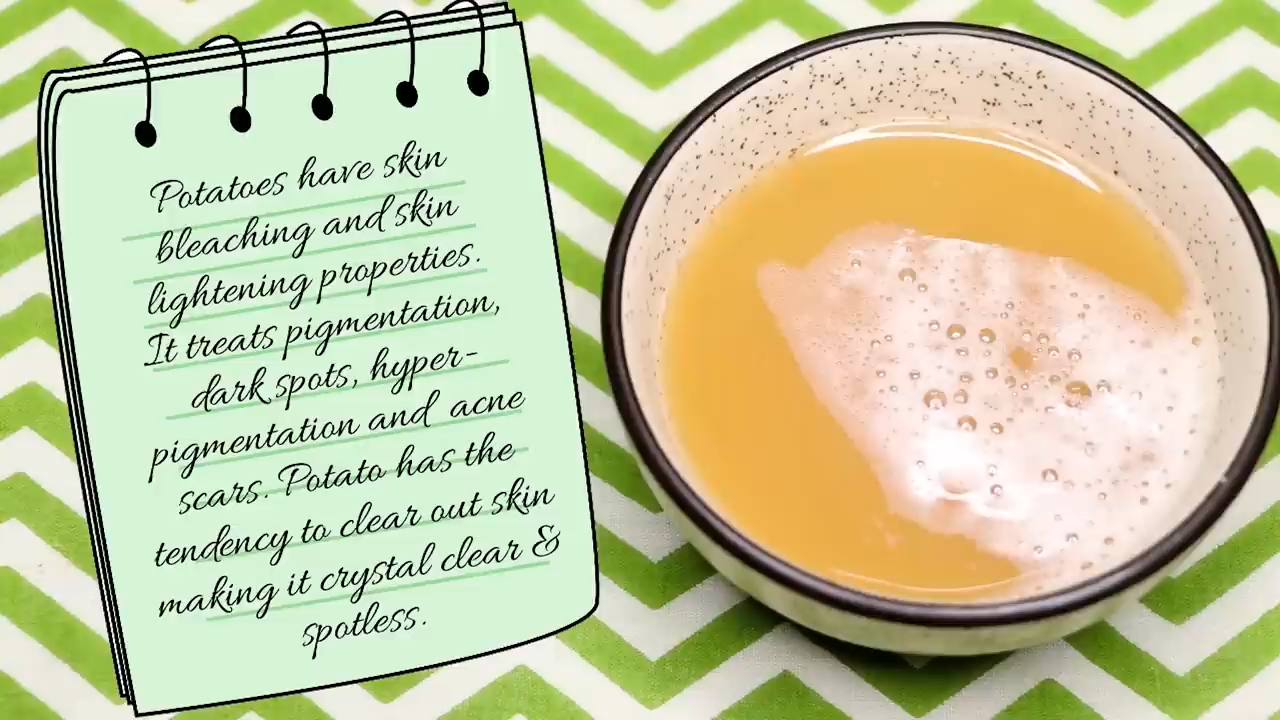 Potatoes have skin
bleaching and skin
lightening properties.
It treats pigmentation,
dark spots, hyper-
pigmentation and acne
scars. Potato has the
tendency to clear out skin
making it crystal clear &
spotless.